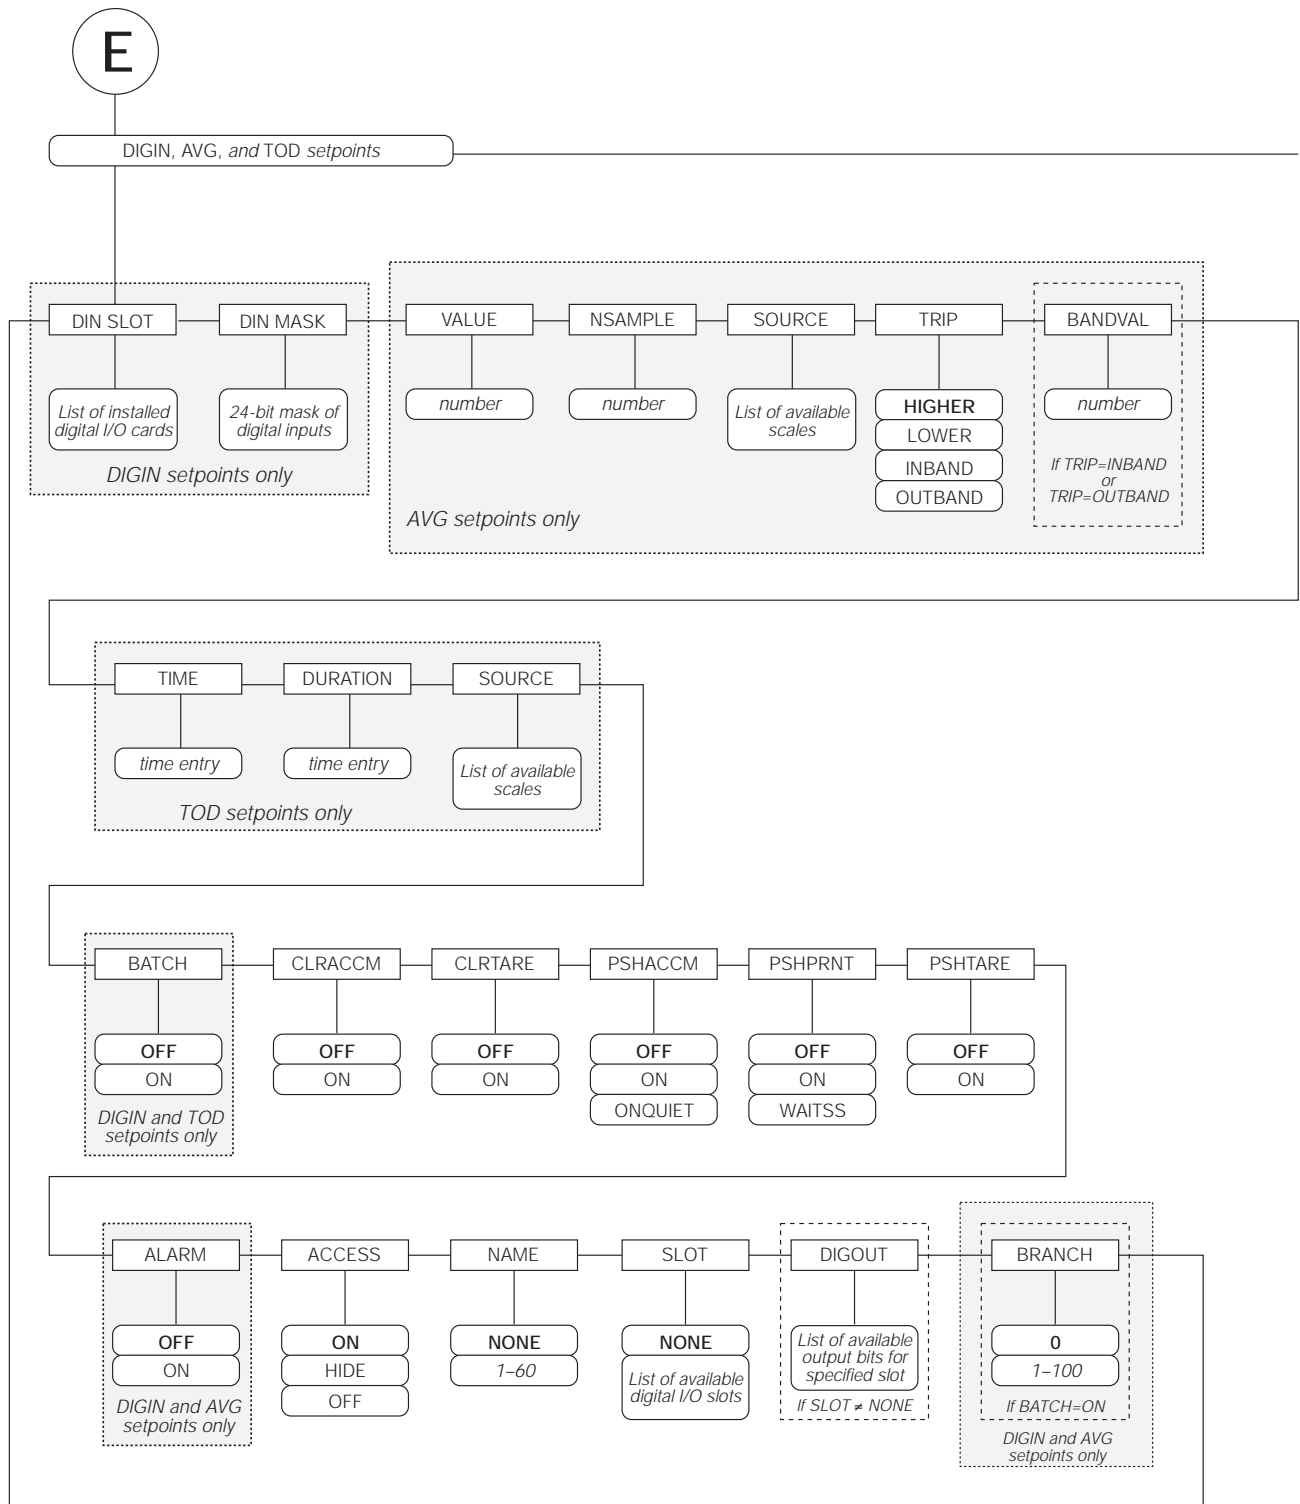 E
DIGIN, AVG, and TOD setpoints
DIN SLOT
DIN MASK
VALUE
NSAMPLE
SOURCE
TRIP
BANDVAL
List of installed
digital I/O cards
24-bit mask of
digital inputs
number
number
List of available
scales
HIGHER
LOWER
INBAND
OUTBAND
number
If TRIP=INBAND
or
TRIP=OUTBAND
DIGIN setpoints only
AVG setpoints only
TIME
DURATION
SOURCE
time entry
time entry
List of available
scales
TOD setpoints only
BATCH
CLRACCM
CLRTARE
PSHACCM
PSHPRNT
PSHTARE
OFF
ON
OFF
ON
OFF
ON
OFF
ON
ONQUIET
OFF
ON
WAITSS
OFF
ON
DIGIN and TOD
setpoints only
ALARM
ACCESS
NAME
SLOT
DIGOUT
BRANCH
OFF
ON
ON
HIDE
OFF
NONE
1–60
NONE
List of available
digital I/O slots
List of available
output bits for
specified slot
0
1–100
DIGIN and AVG
setpoints only
If SLOT ≠ NONE
If BATCH=ON
DIGIN and AVG
setpoints only